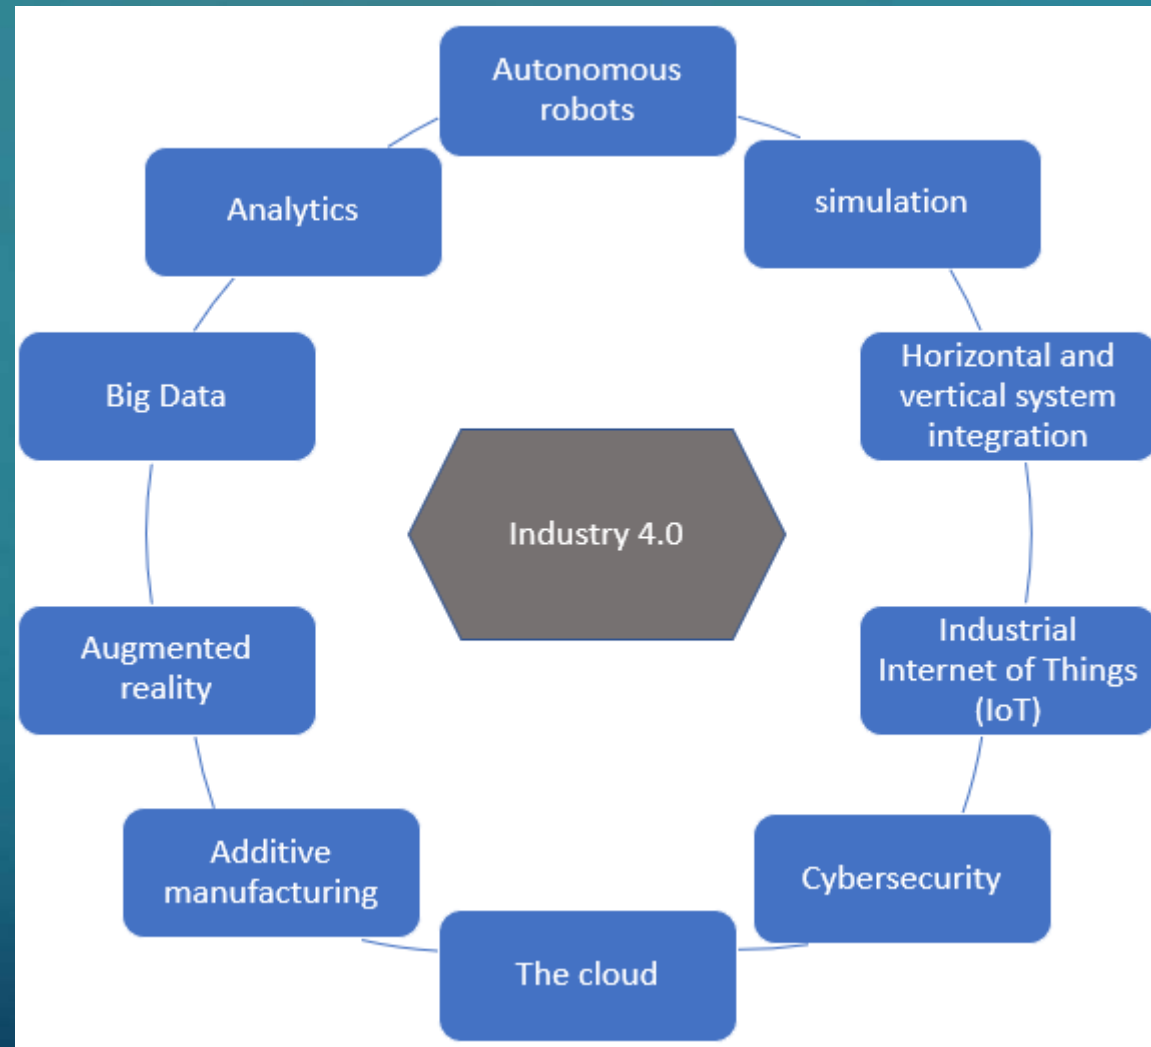 Autonomous
robots
simulation
Horizontal and
vertical system
integration
Industrial
Internet of Things
(IoT)
Cybersecurity
The cloud
Additive
manufacturing
Augmented
reality
Big Data
Analytics
Industry 4.0